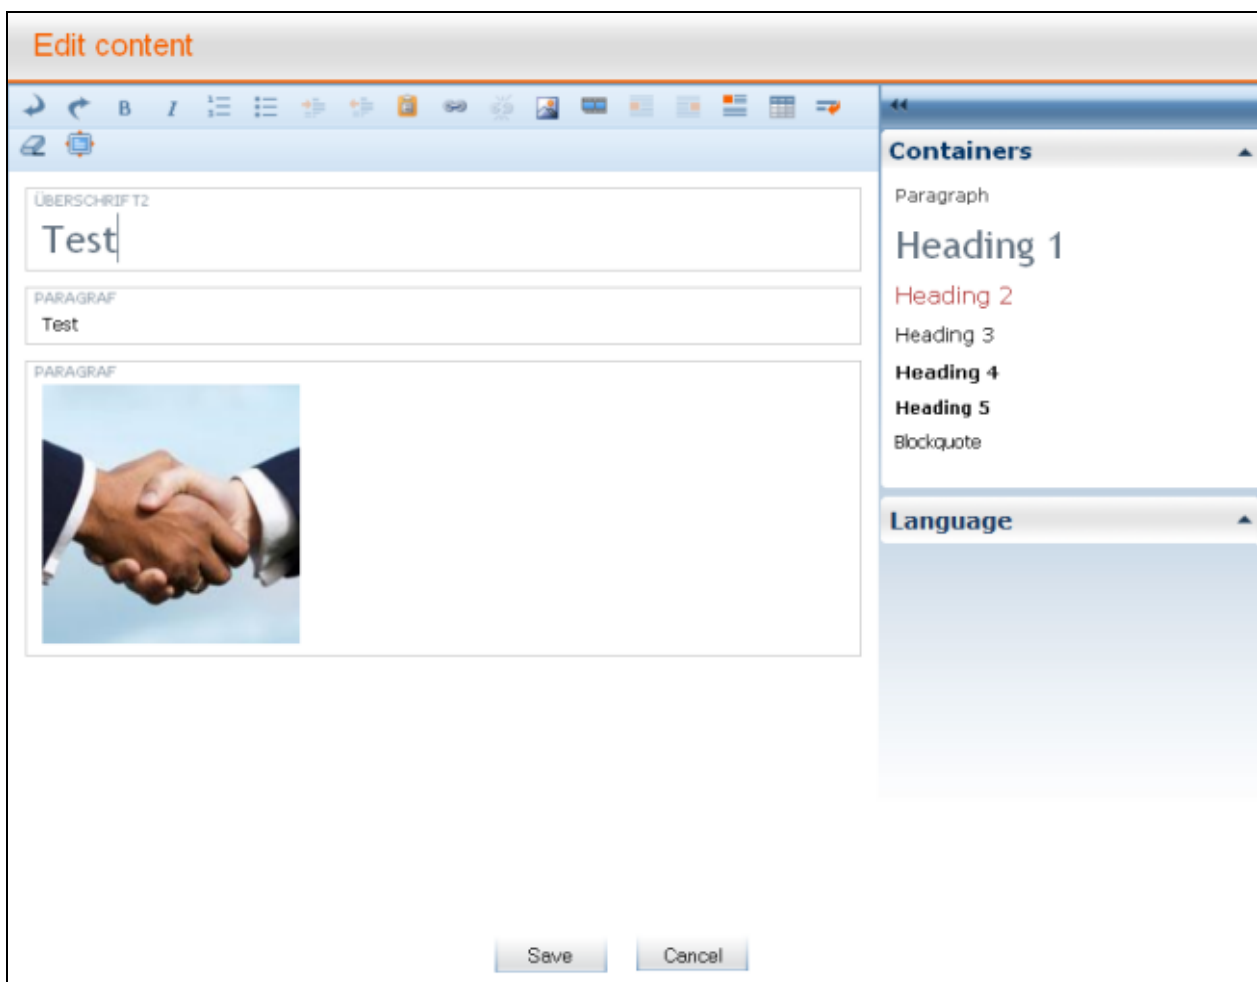 Edit content
B I
ÜBERSCHRIFT2
Test
PARAGRAF
Test
PARAGRAF
Containers
Paragraph
Heading 1
Heading 2
Heading 3
Heading 4
Heading 5
Blockquote
Language
Save Cancel